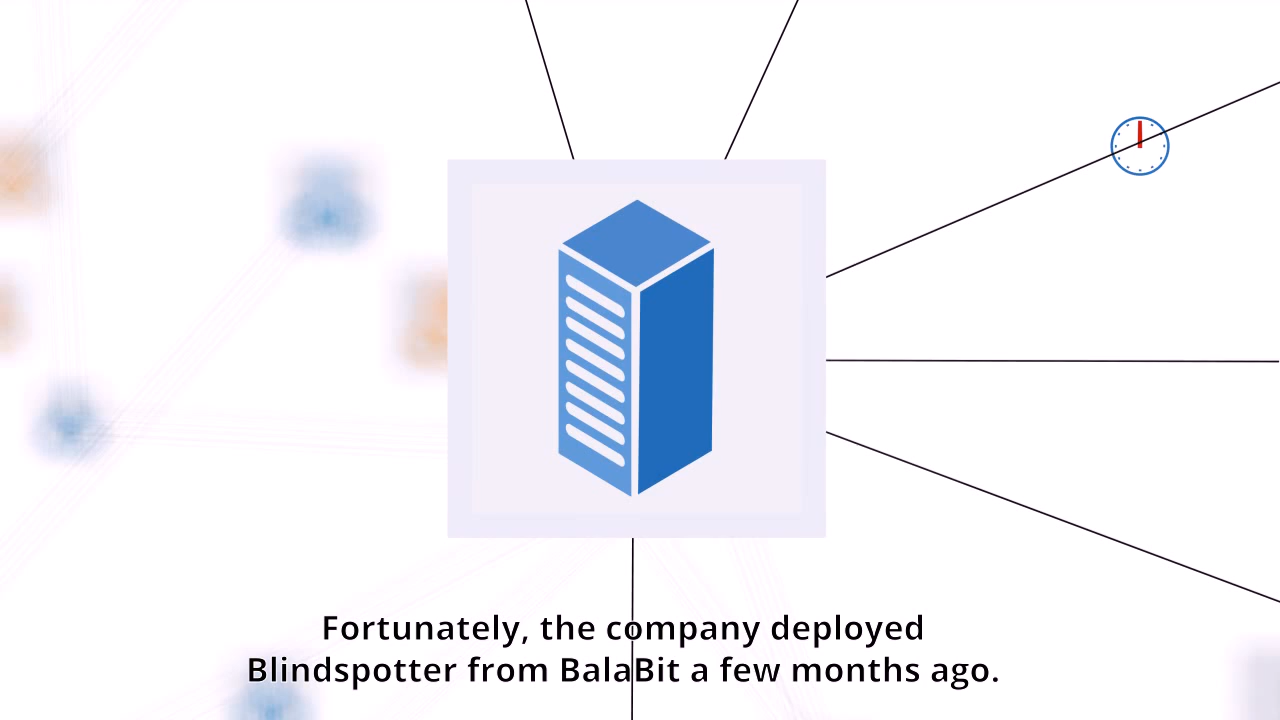 Fortunately, the company deployed
Blindspotter from BalaBit a few months ago.